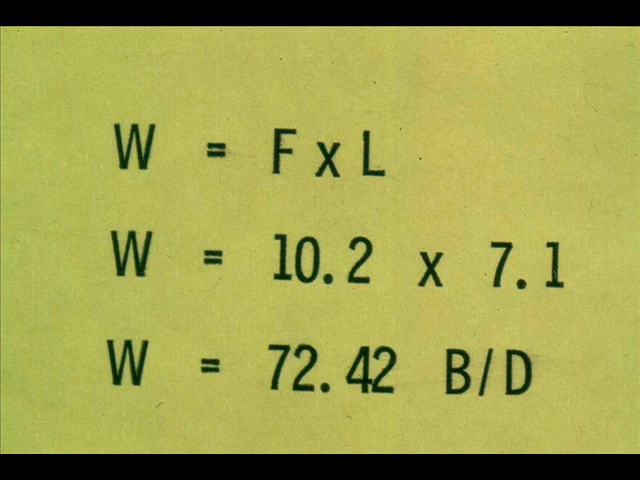 W = F x L
W = 10.2 x 7.1
W = 72.42 B/D